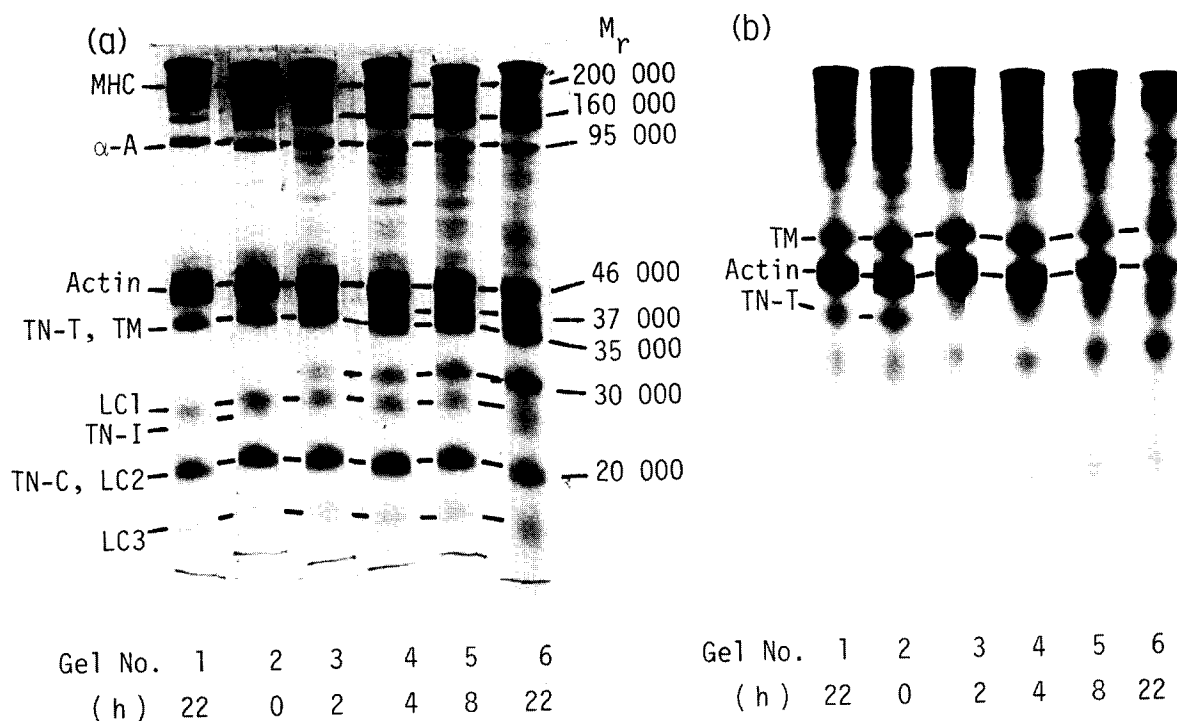 (a)
M r
MHC
200 000
160 000
α-A
95 000
Actin
46 000
TN-T, TM
37 000
35 000
30 000
LC1
TN-I
TN-C, LC2
20 000
LC3
Gel No. 1 2 3 4 5 6
(h) 22 0 2 4 8 22
(b)
TM
Actin
TN-T
Gel No. 1 2 3 4 5 6
(h) 22 0 2 4 8 22